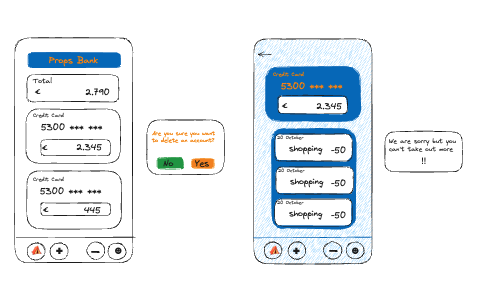 Props Bank
Total
€ 2,790
Credit Card
5300 *** ***
€ 2,345
Credit Card
5300 *** ***
€ 445
Are you sure you want
to delete an account?
No Yes
Credit Card
5300 *** ***
€ 2,345
20 October
shopping -50
20 October
shopping -50
20 October
shopping -50
We are sorry but you
can't take out more
!!